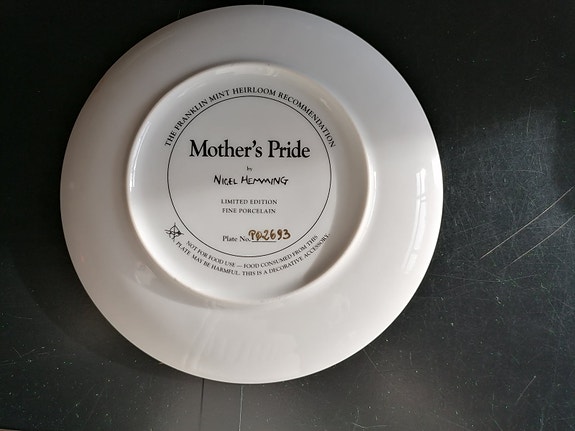 THE FRANKLIN MINT HEIRLOOM RECOMMENDATION
Mother's Pride
by
NIGEL HEMMING
LIMITED EDITION
FINE PORCELAIN
Plate No. PQ2693
NOT FOR FOOD USE — FOOD CONSUMED FROM THIS
PLATE MAY BE HARMFUL. THIS IS A DECORATIVE ACCESSORY.